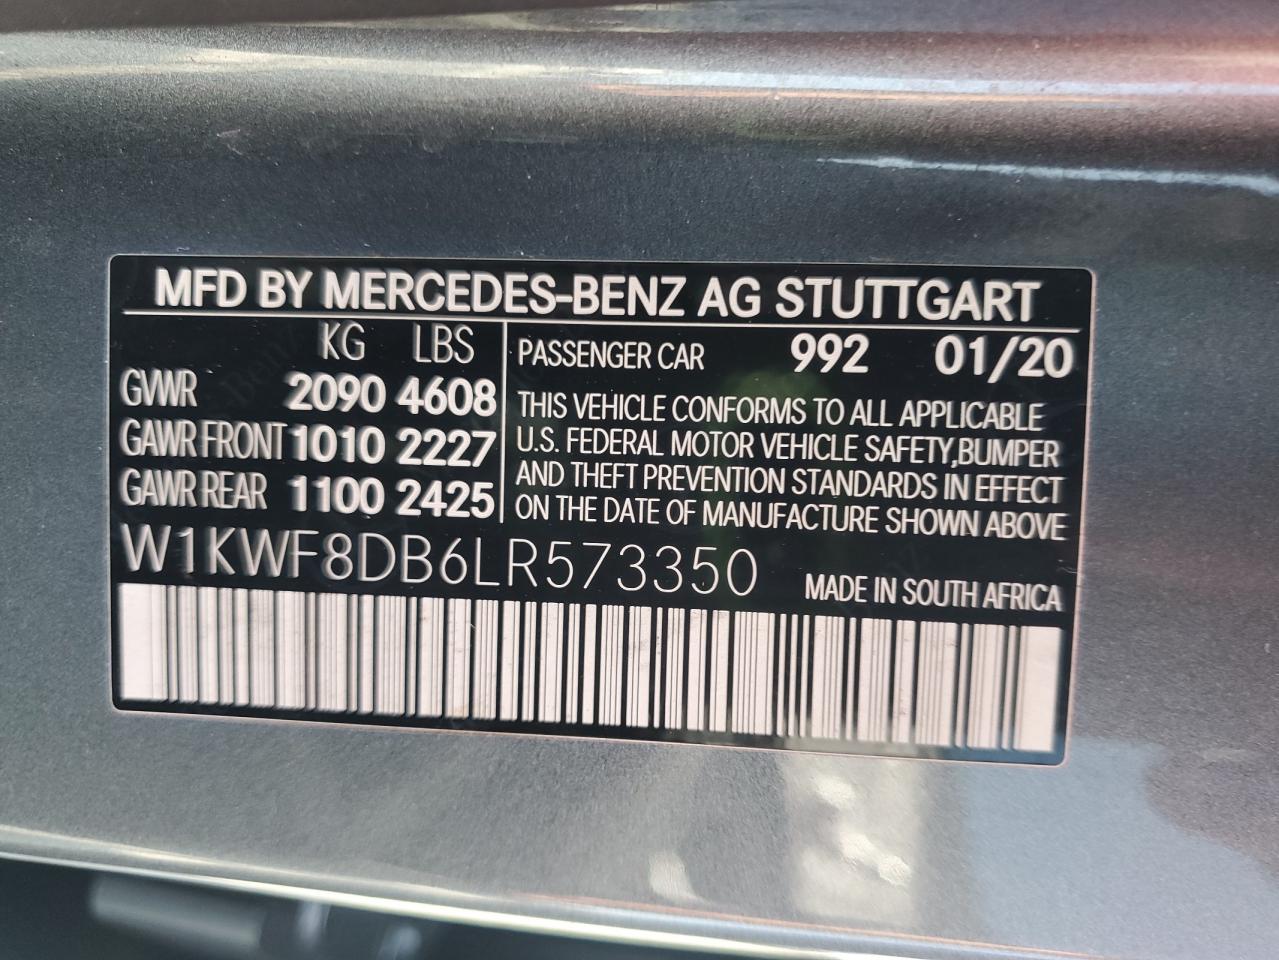 MFD BY MERCEDES-BENZ AG STUTTGART
KG LBS
GVWR 2090 4608
GAWR FRONT 1010 2227
GAWR REAR 1100 2425
PASSENGER CAR 992 01/20
THIS VEHICLE CONFORMS TO ALL APPLICABLE
U.S. FEDERAL MOTOR VEHICLE SAFETY,BUMPER
AND THEFT PREVENTION STANDARDS IN EFFECT
ON THE DATE OF MANUFACTURE SHOWN ABOVE
W1KWF8DB6LR573350
MADE IN SOUTH AFRICA